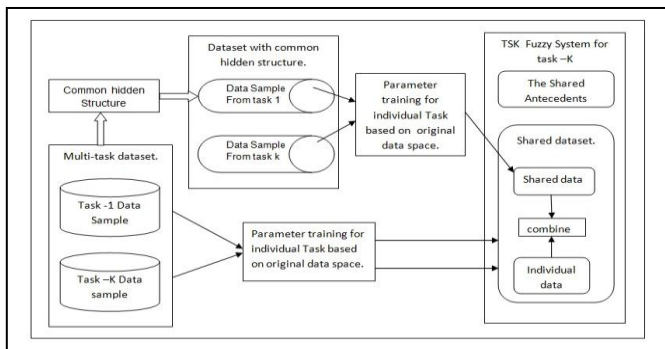 Dataset with common
hidden structure.
Data Sample
From task 1
Data Sample
From task k
Common hidden
Structure
Multi-task dataset.
Task -1 Data
Sample
Task –K Data
sample
Parameter
training for
individual Task
based on original
data space.
Parameter training for
individual Task based
on original data space.
TSK Fuzzy System for
task –K
The Shared
Antecedents
Shared dataset.
Shared data
combine
Individual
data